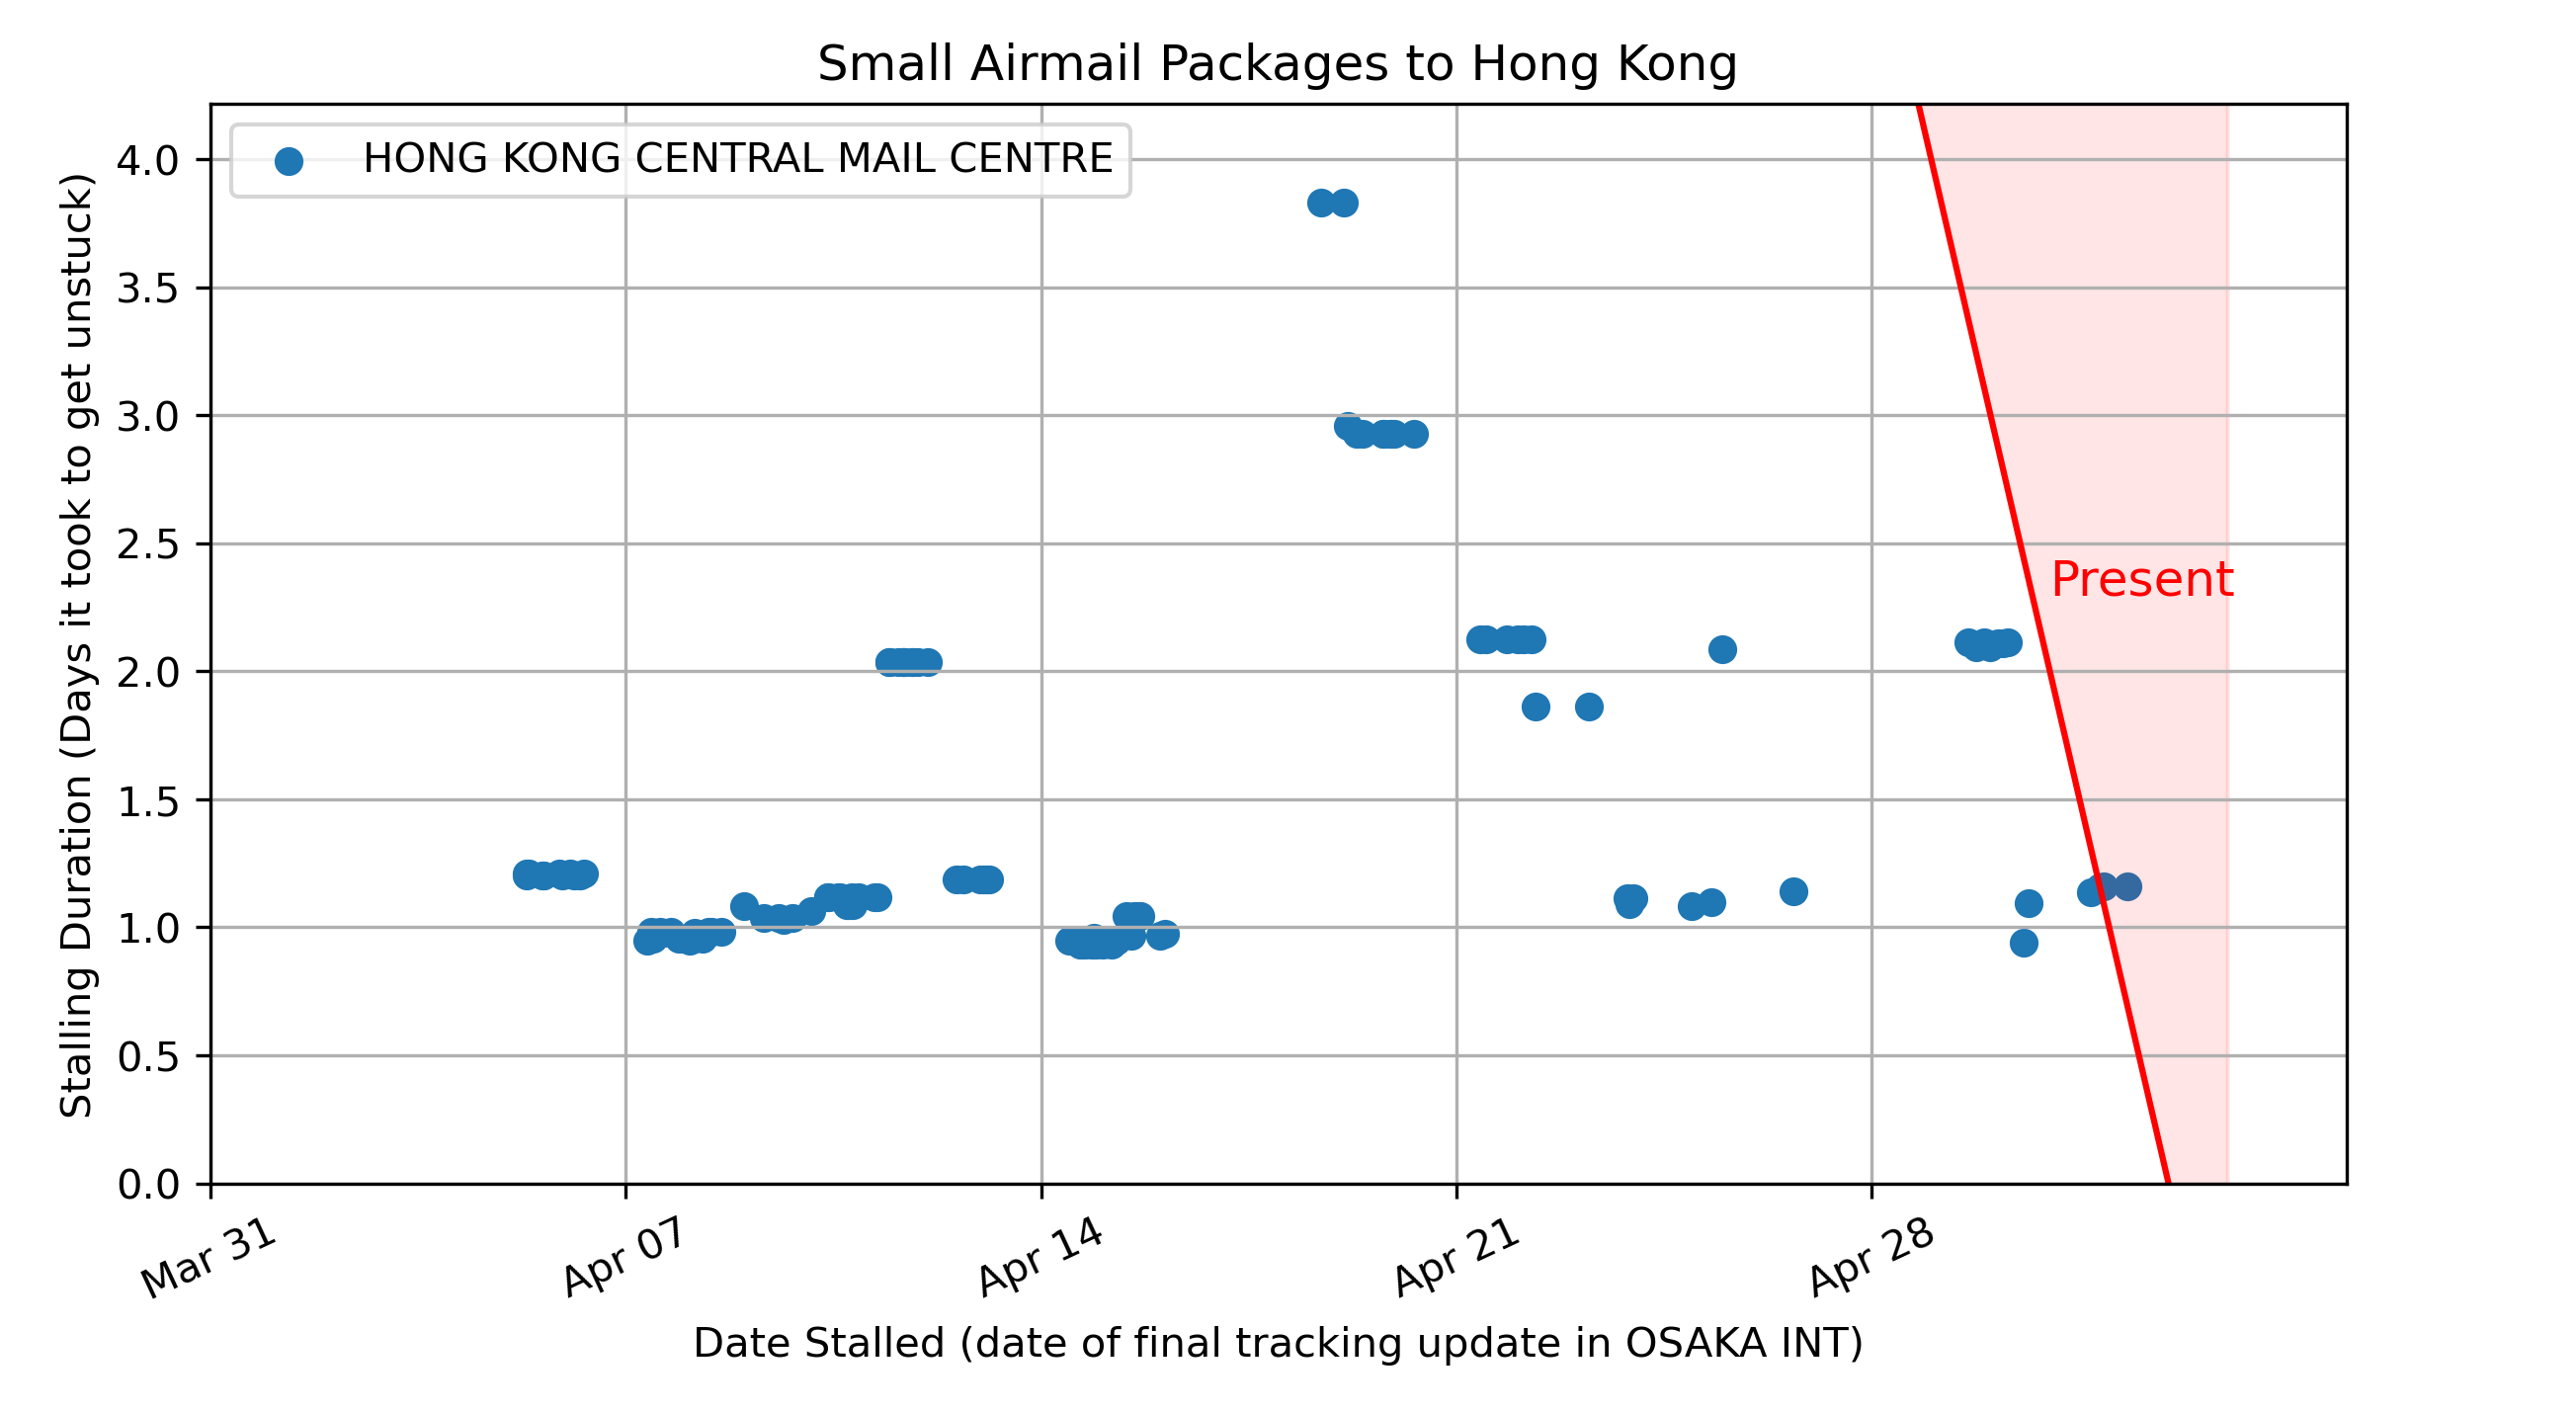 Small Airmail Packages to Hong Kong
HONG KONG CENTRAL MAIL CENTRE
4.0
3.5
3.0
2.5
2.0
1.5
1.0
0.5
0.0
Stalling Duration (Days it took to get unstuck)
Present
Mar 31
Apr 07
Apr 14
Apr 21
Apr 28
Date Stalled (date of final tracking update in OSAKA INT)